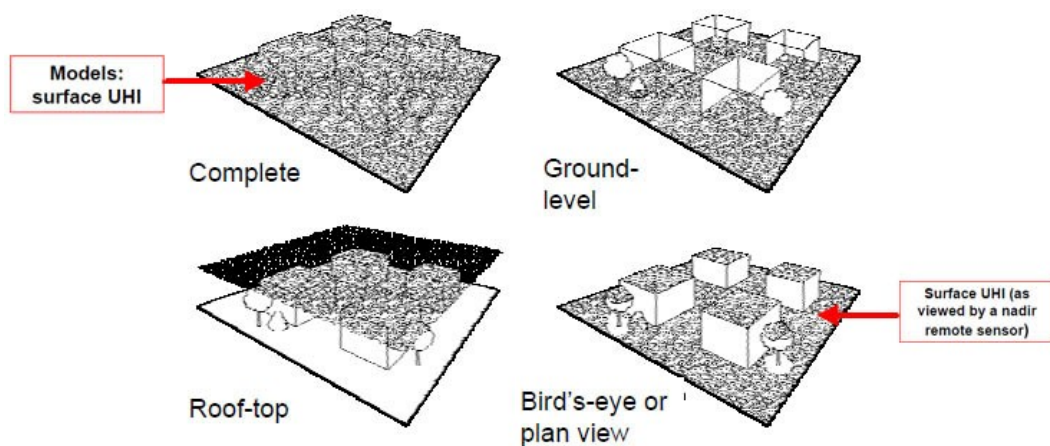 Models:
surface UHI
Complete
Ground-
level
Roof-top
Bird's-eye or
plan view
Surface UHI (as
viewed by a nadir
remote sensor)